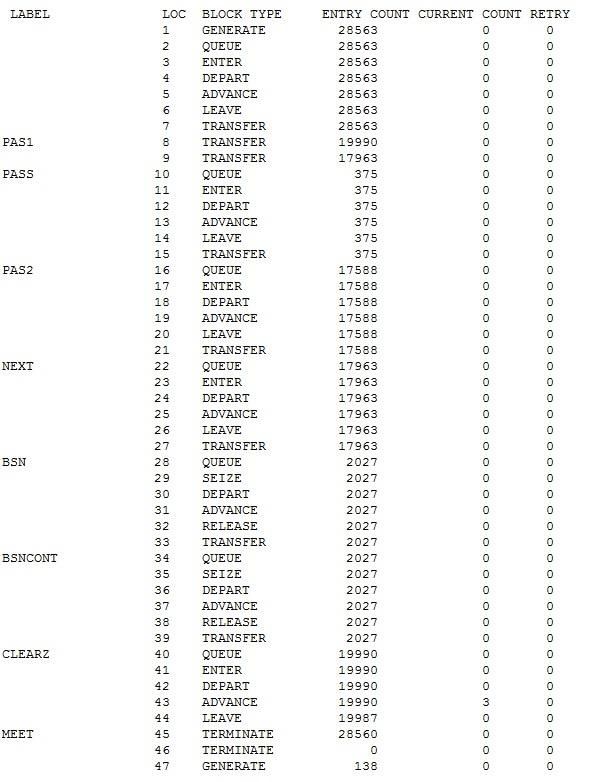 LABEL LOC BLOCK TYPE ENTRY COUNT CURRENT COUNT RETRY
1 GENERATE 28563 0 0
2 QUEUE 28563 0 0
3 ENTER 28563 0 0
4 DEPART 28563 0 0
5 ADVANCE 28563 0 0
6 LEAVE 28563 0 0
7 TRANSFER 28563 0 0
PAS1 8 TRANSFER 19990 0 0
9 TRANSFER 17963 0 0
PASS 10 QUEUE 375 0 0
11 ENTER 375 0 0
12 DEPART 375 0 0
13 ADVANCE 375 0 0
14 LEAVE 375 0 0
15 TRANSFER 375 0 0
PAS2 16 QUEUE 17588 0 0
17 ENTER 17588 0 0
18 DEPART 17588 0 0
19 ADVANCE 17588 0 0
20 LEAVE 17588 0 0
21 TRANSFER 17588 0 0
NEXT 22 QUEUE 17963 0 0
23 ENTER 17963 0 0
24 DEPART 17963 0 0
25 ADVANCE 17963 0 0
26 LEAVE 17963 0 0
27 TRANSFER 17963 0 0
BSN 28 QUEUE 2027 0 0
29 SEIZE 2027 0 0
30 DEPART 2027 0 0
31 ADVANCE 2027 0 0
32 RELEASE 2027 0 0
33 TRANSFER 2027 0 0
BSNCONT 34 QUEUE 2027 0 0
35 SEIZE 2027 0 0
36 DEPART 2027 0 0
37 ADVANCE 2027 0 0
38 RELEASE 2027 0 0
39 TRANSFER 2027 0 0
CLEARZ 40 QUEUE 19990 0 0
41 ENTER 19990 0 0
42 DEPART 19990 0 0
43 ADVANCE 19990 3 0
44 LEAVE 19987 0 0
MEET 45 TERMINATE 28560 0 0
46 TERMINATE 0 0 0
47 GENERATE 138 0 0